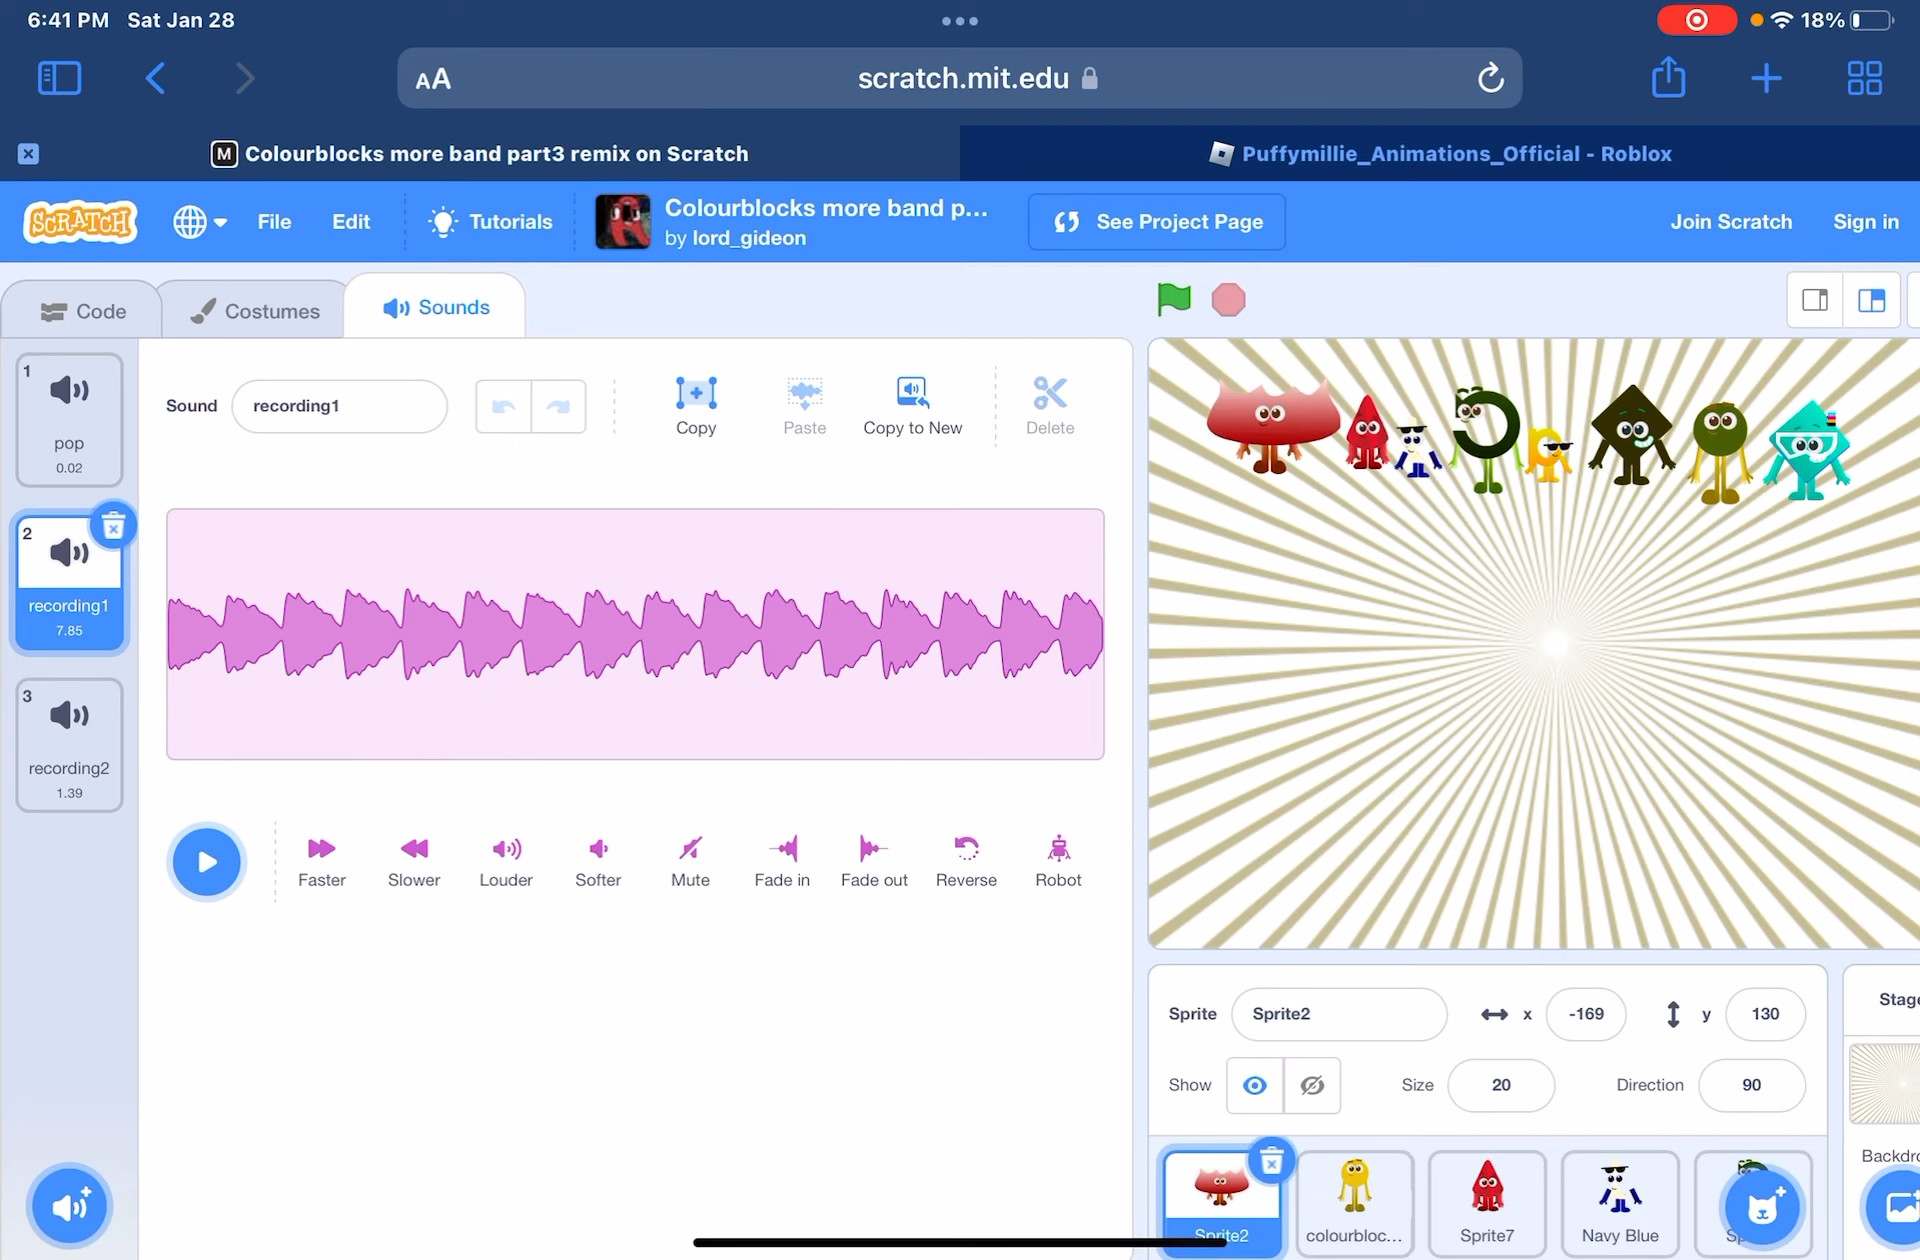 6:41 PM Sat Jan 28
18%
AA
scratch.mit.edu
M Colourblocks more band part3 remix on Scratch
Puffymillie_Animations_Official - Roblox
SCRATCH
File
Edit
Tutorials
Colourblocks more band p...
by lord_gideon
See Project Page
Join Scratch
Sign in
Code
Costumes
Sounds
1
pop
0.02
2
recording1
7.85
3
recording2
1.39
Sound
recording1
Copy
Paste
Copy to New
Delete
Faster
Slower
Louder
Softer
Mute
Fade in
Fade out
Reverse
Robot
Sprite
Sprite2
x
-169
y
130
Show
Size
20
Direction
90
Sprite2
colourbloc...
Sprite7
Navy Blue